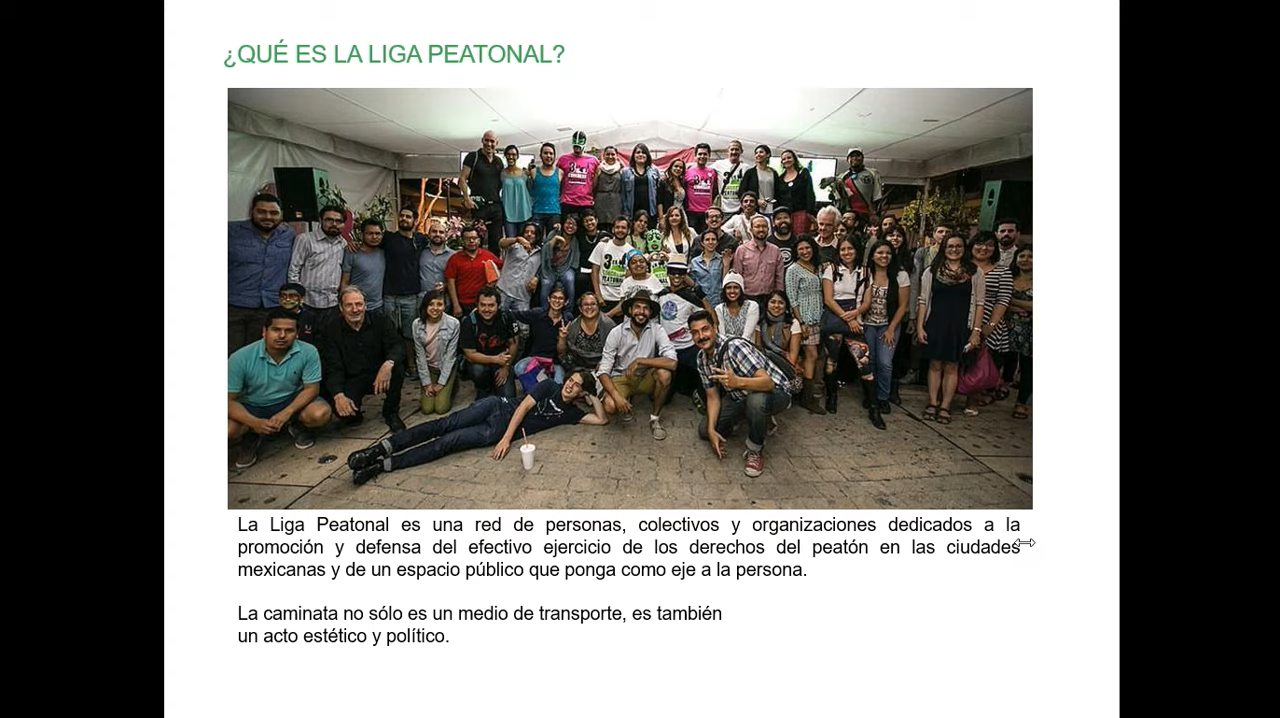 ¿QUÉ ES LA LIGA PEATONAL?
La Liga Peatonal es una red de personas, colectivos y organizaciones dedicados a la
promoción y defensa del efectivo ejercicio de los derechos del peatón en las ciudades
mexicanas y de un espacio público que ponga como eje a la persona.
La caminata no sólo es un medio de transporte, es también
un acto estético y político.